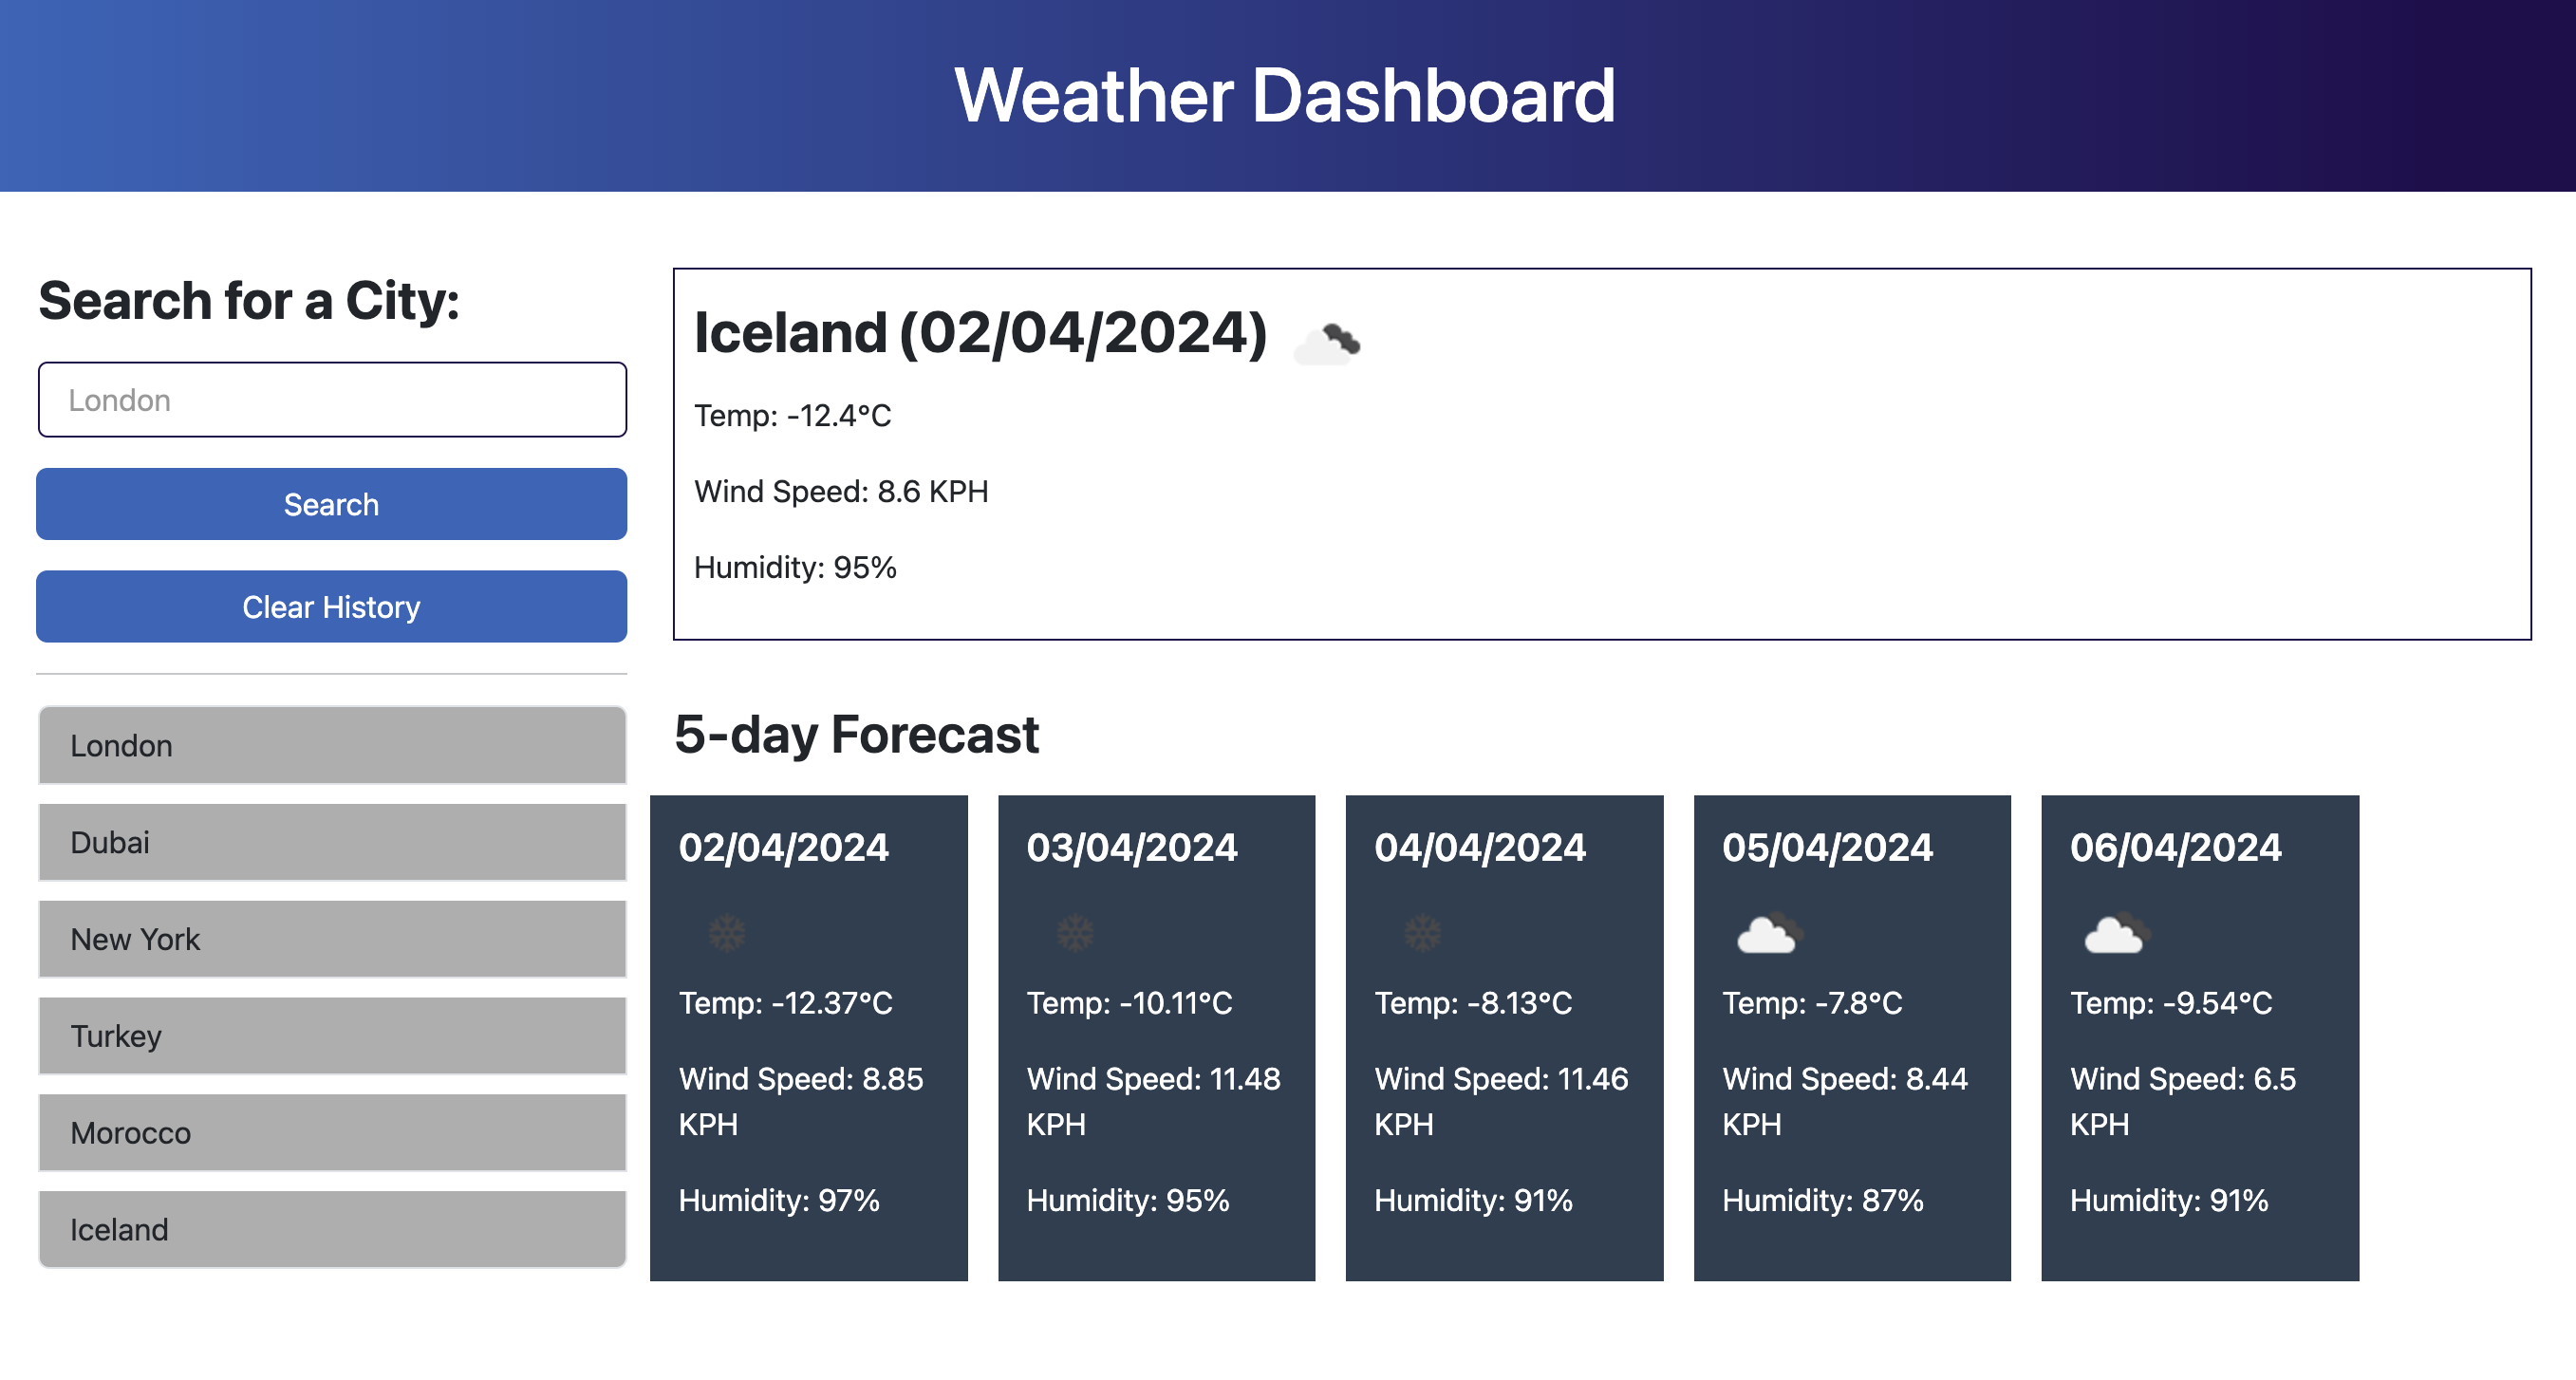 Weather Dashboard
Search for a City:
London
Search
Clear History
London
Dubai
New York
Turkey
Morocco
Iceland
Iceland (02/04/2024)
Temp: -12.4°C
Wind Speed: 8.6 KPH
Humidity: 95%
5-day Forecast
02/04/2024
Temp: -12.37°C
Wind Speed: 8.85
KPH
Humidity: 97%
03/04/2024
Temp: -10.11°C
Wind Speed: 11.48
KPH
Humidity: 95%
04/04/2024
Temp: -8.13°C
Wind Speed: 11.46
KPH
Humidity: 91%
05/04/2024
Temp: -7.8°C
Wind Speed: 8.44
KPH
Humidity: 87%
06/04/2024
Temp: -9.54°C
Wind Speed: 6.5
KPH
Humidity: 91%